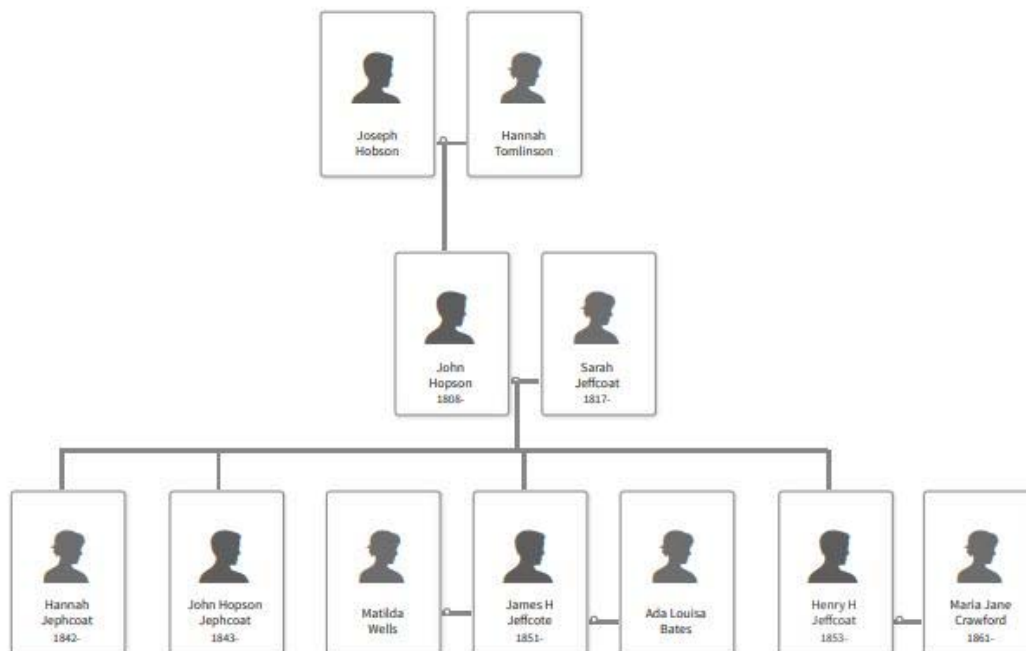 Joseph
Hobson
Hannah
Tomlinson
John
Hopson
1808-
Sarah
Jeffcoat
1817-
Hannah
Jephcoat
1842-
John Hopson
Jephcoat
1843-
Matilda
Wells
James H
Jeffcote
1851-
Ada Louisa
Bates
Henry H
Jeffcoat
1853-
Maria Jane
Crawford
1861-